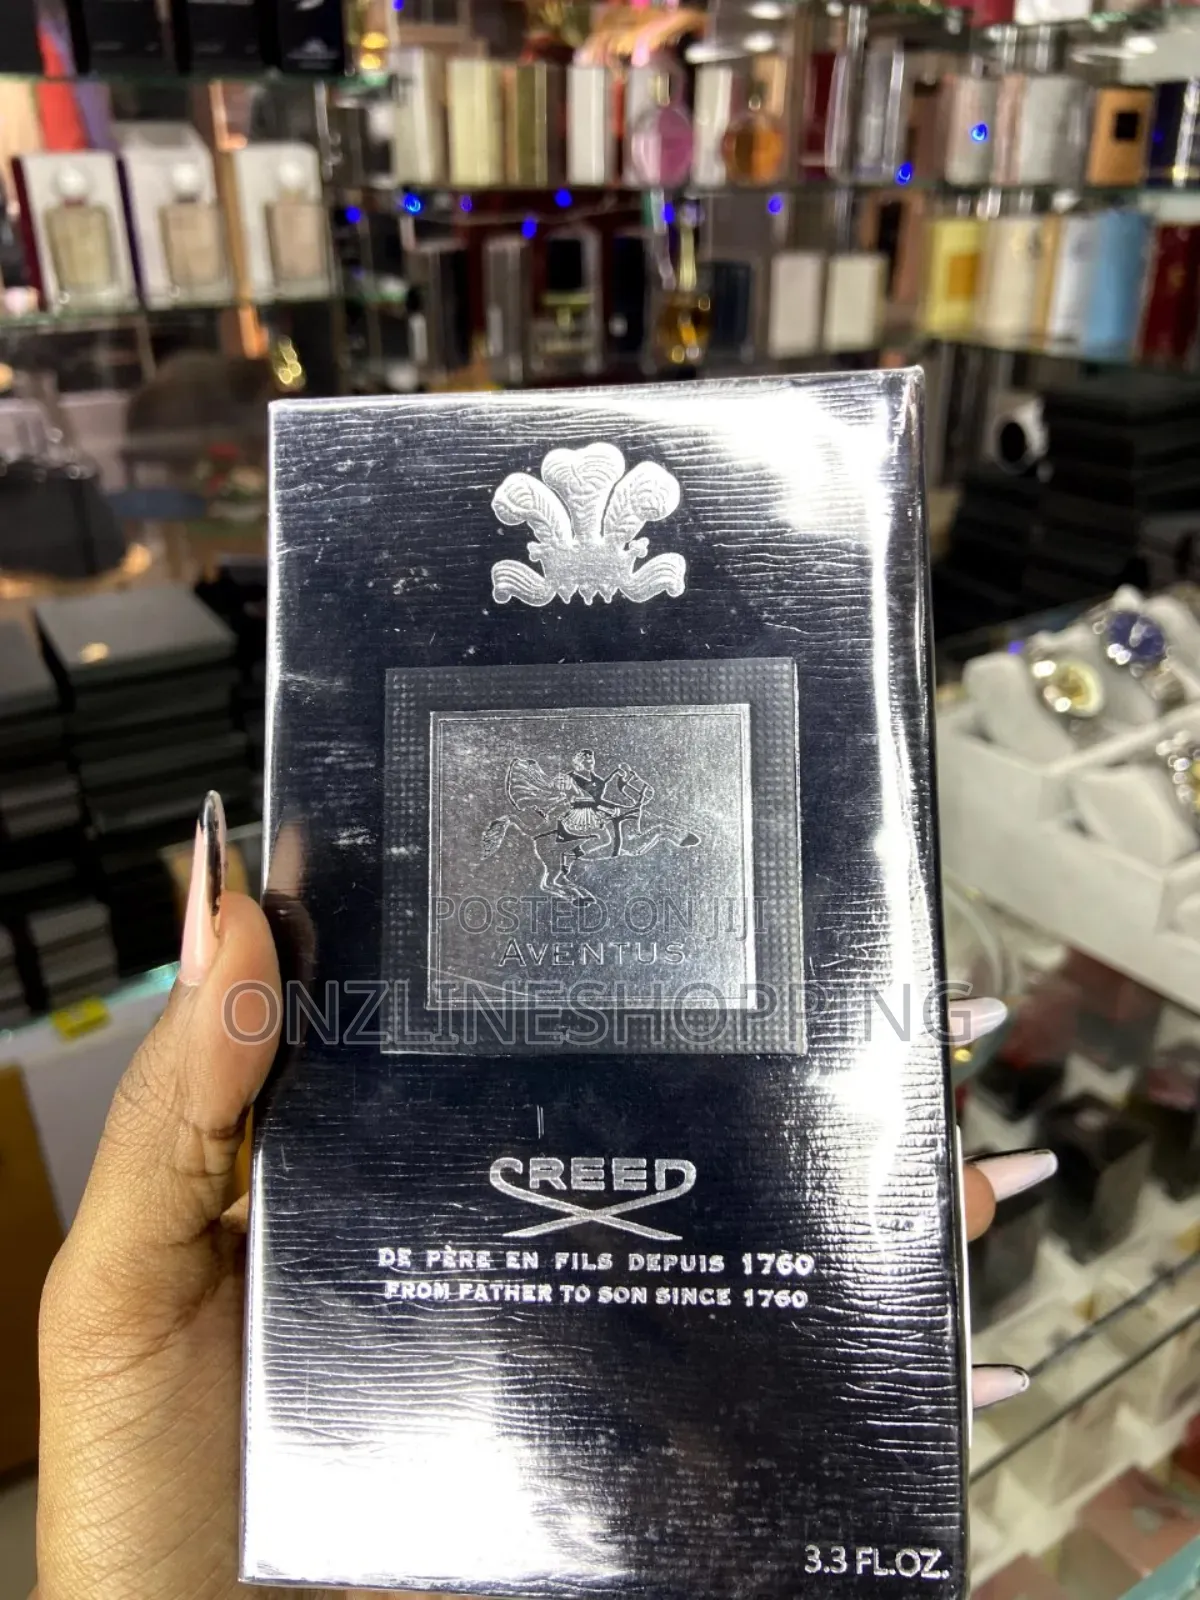 POSTED ON JIJI
AVENTUS
ONZLINESHOPPING
CREED
DE PÈRE EN FILS DEPUIS 1760
FROM FATHER TO SON SINCE 1760
3.3 FL.OZ.